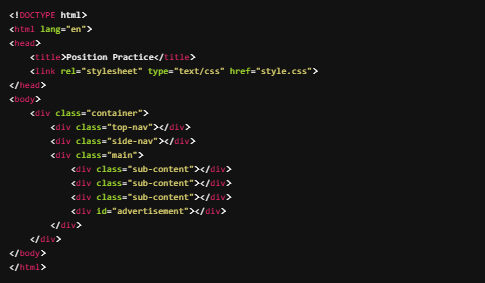 <!DOCTYPE html>
<html lang="en">
<head>
    <title>Position Practice</title>
    <link rel="stylesheet" type="text/css" href="style.css">
</head>
<body>
    <div class="container">
        <div class="top-nav"></div>
        <div class="side-nav"></div>
        <div class="main">
            <div class="sub-content"></div>
            <div class="sub-content"></div>
            <div class="sub-content"></div>
            <div id="advertisement"></div>
        </div>
    </div>
</body>
</html>